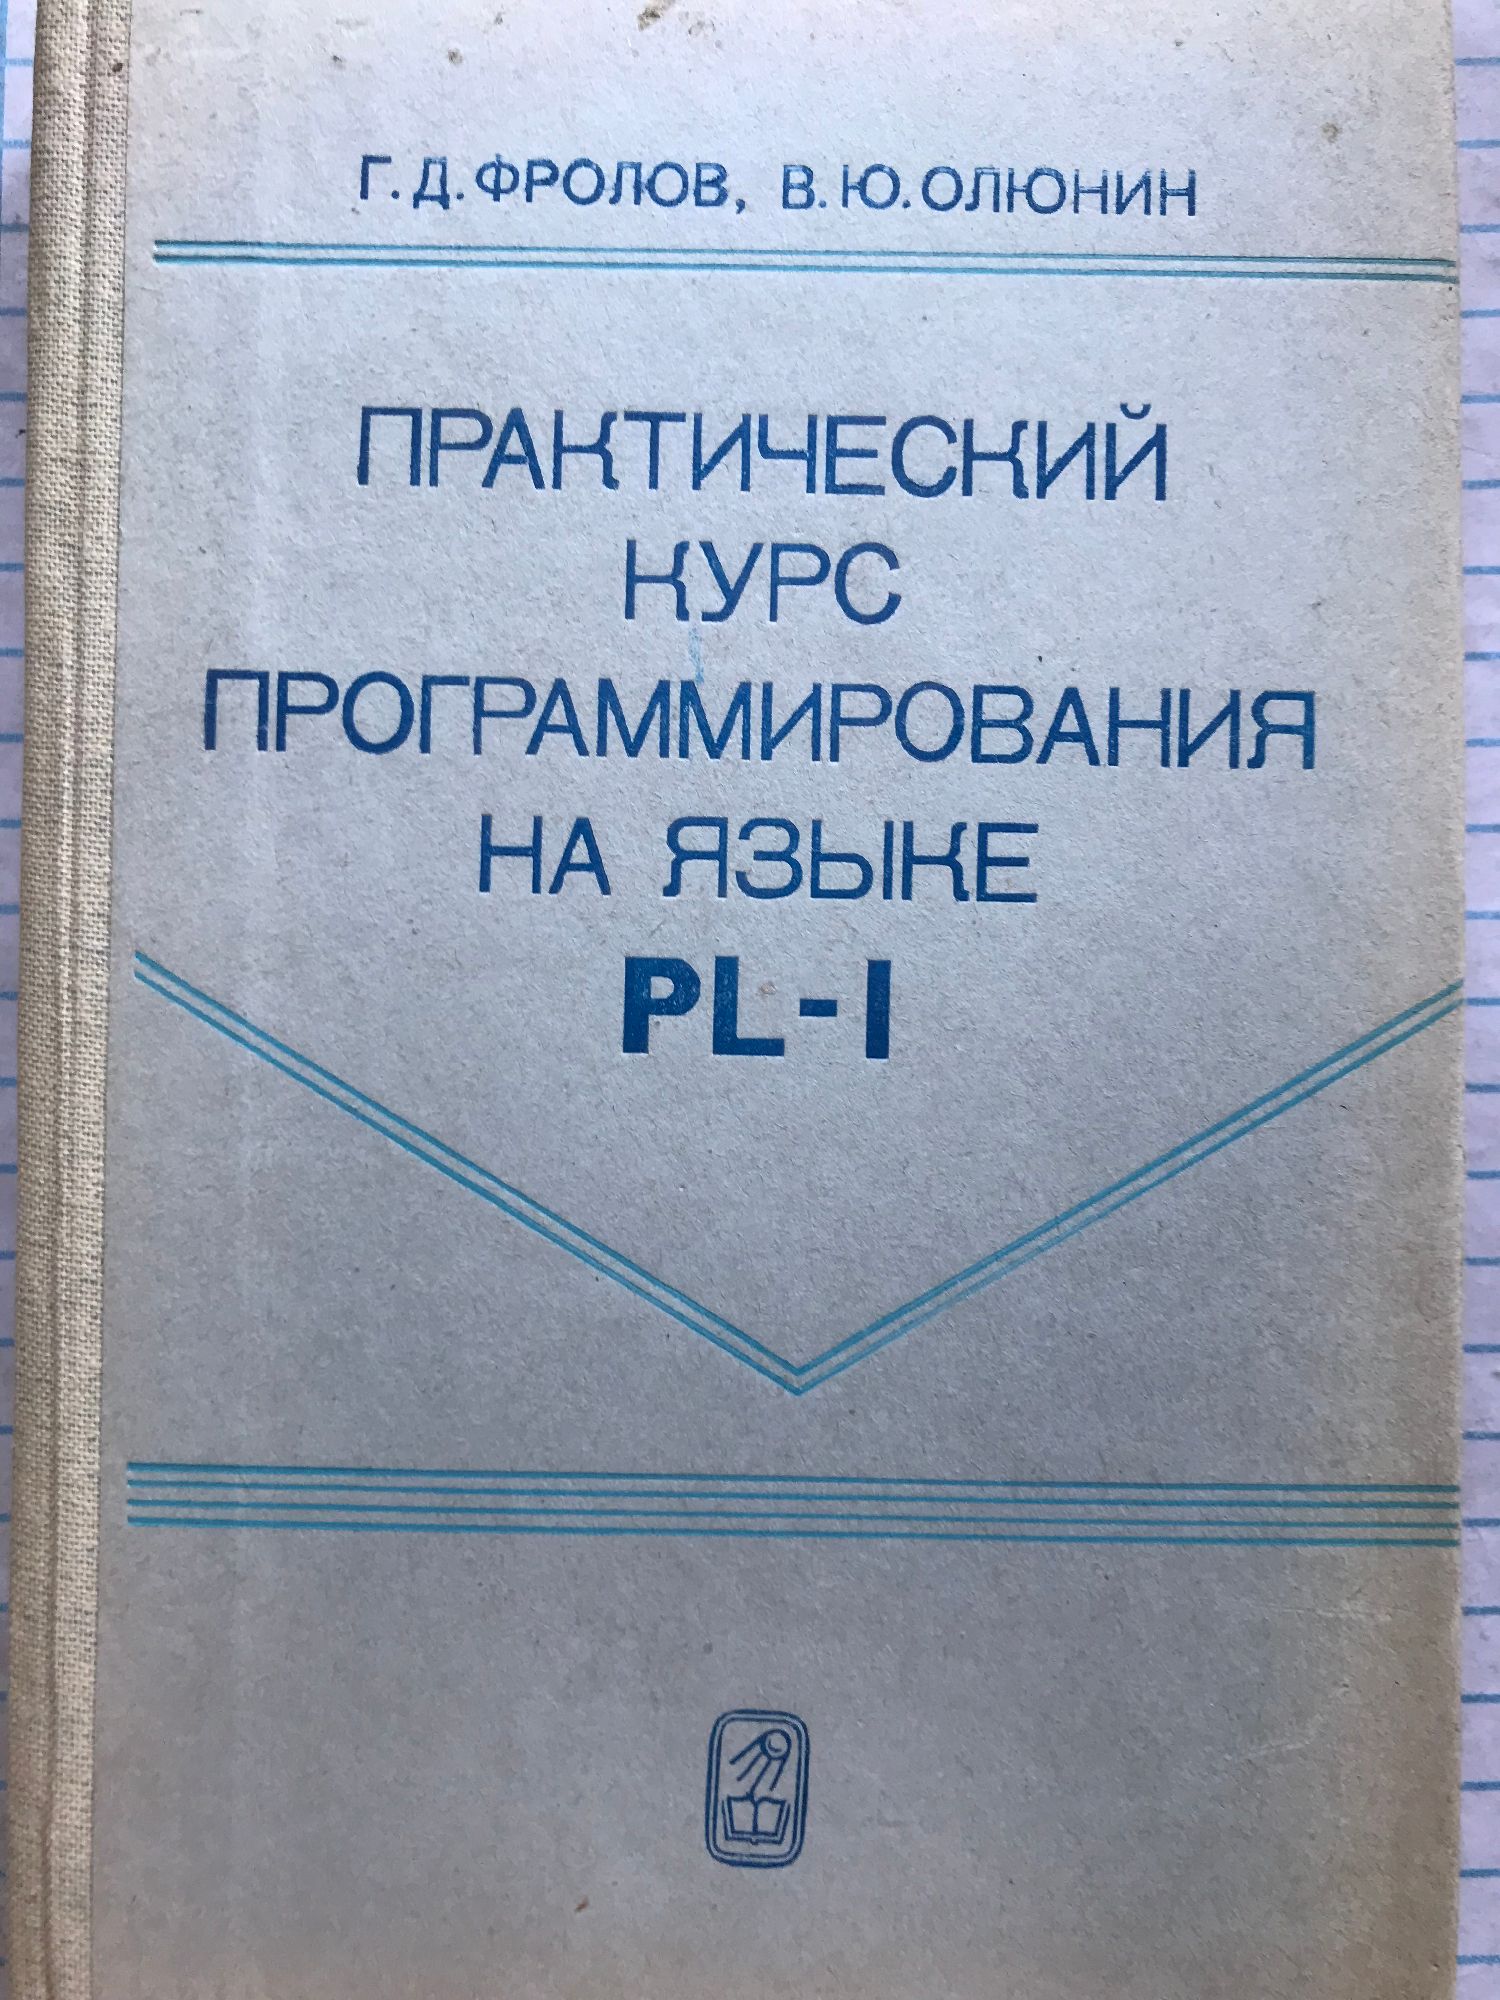 Г. Д. ФРОЛОВ, В. Ю. ОЛЮНИН
ПРАКТИЧЕСКИЙ
КУРС
ПРОГРАММИРОВАНИЯ
НА ЯЗЫКЕ
PL-I